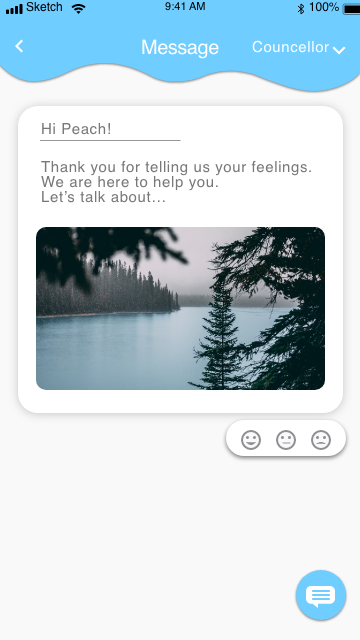 Sketch 9:41 AM 100%
Message Councellor
Hi Peach!
Thank you for telling us your feelings.
We are here to help you.
Let's talk about...